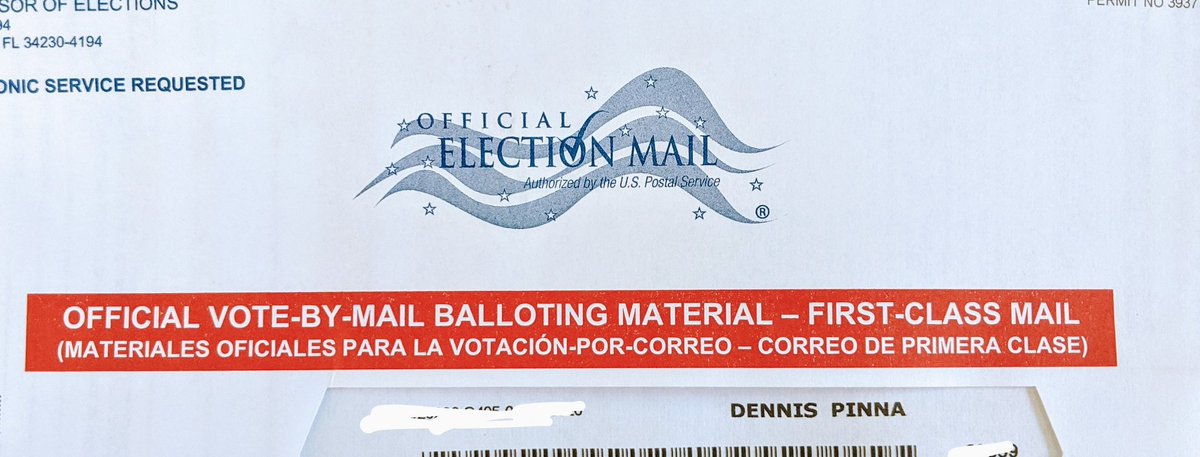 SOR OF ELECTIONS
94
FL 34230-4194
ONIC SERVICE REQUESTED
PERMIT NO 3937
OFFICIAL
ELECTION MAIL
Authorized by the U.S. Postal Service
®
OFFICIAL VOTE-BY-MAIL BALLOTING MATERIAL – FIRST-CLASS MAIL
(MATERIALES OFICIALES PARA LA VOTACIÓN-POR-CORREO – CORREO DE PRIMERA CLASE)
DENNIS PINNA